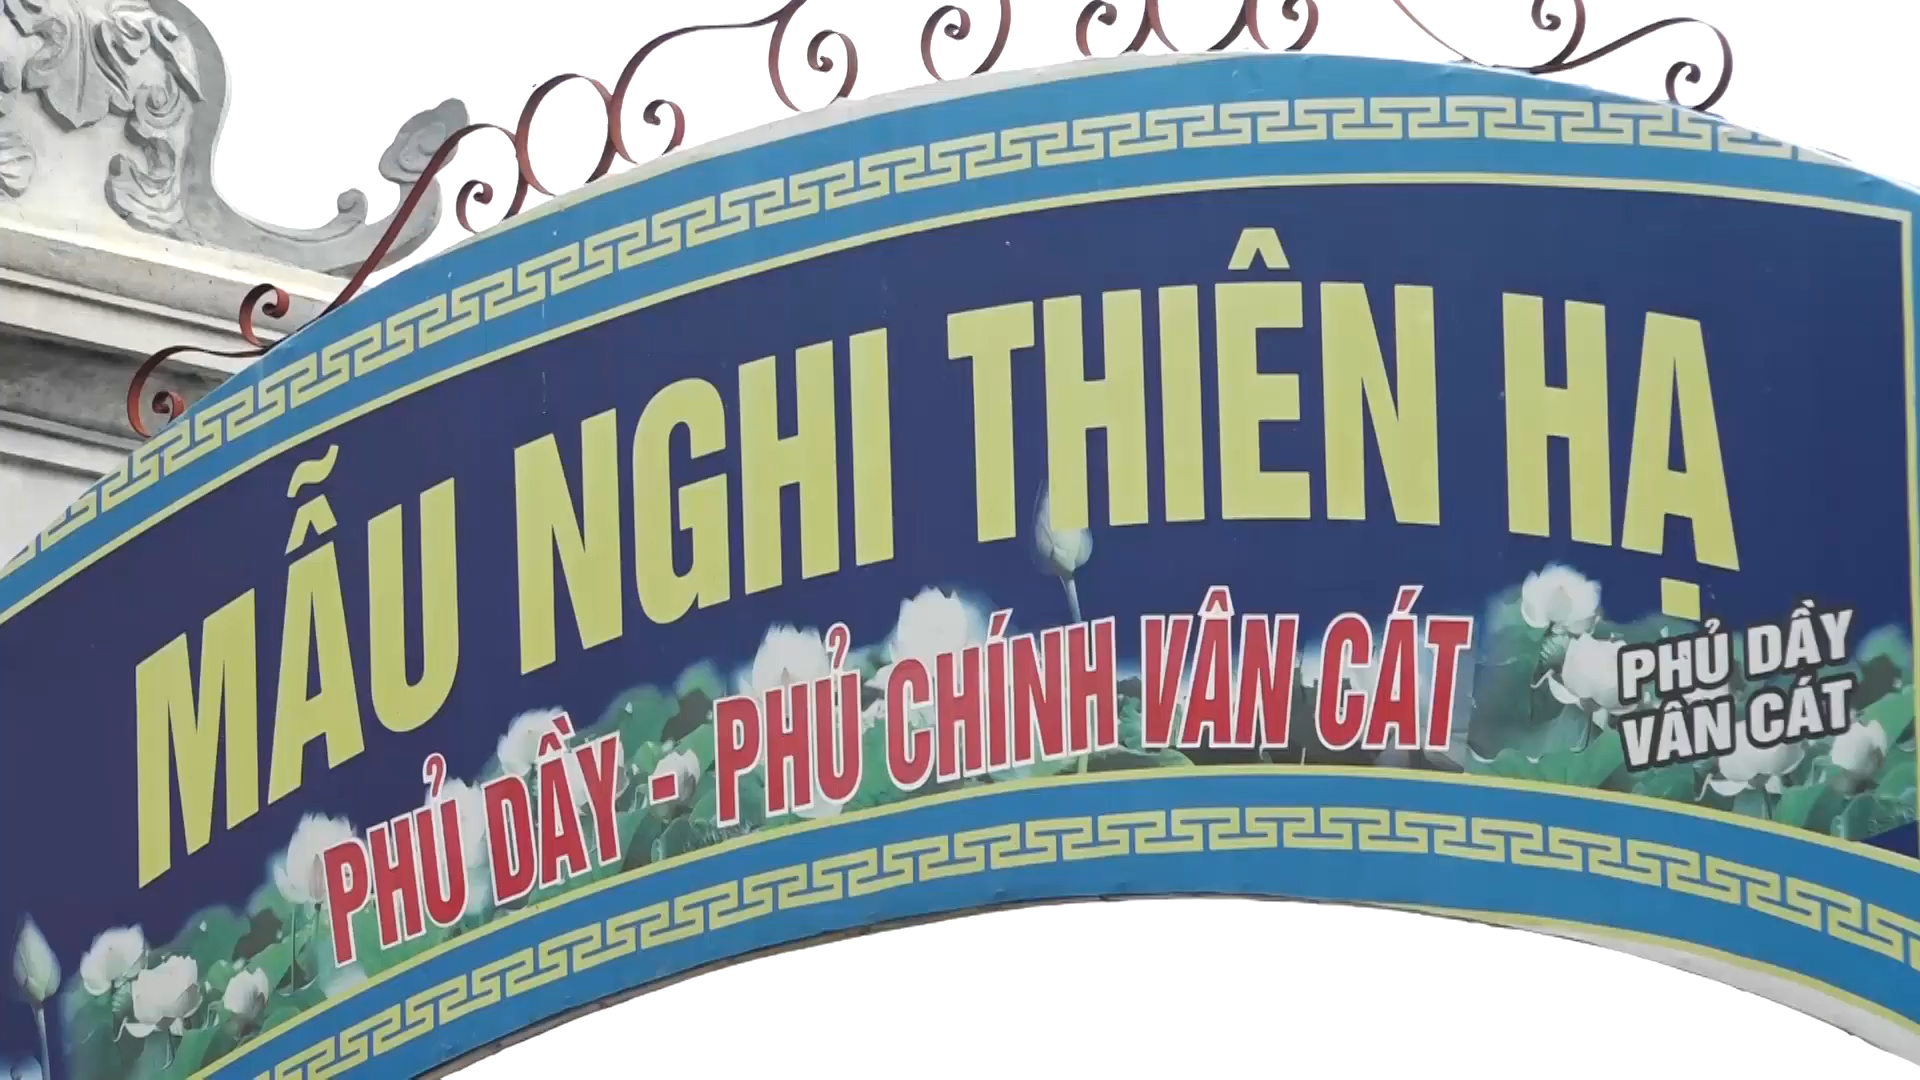 MẪU NGHI THIÊN HẠ
PHỦ DẦY - PHỦ CHÍNH VÂN CÁT
PHỦ DẦY
VÂN CÁT